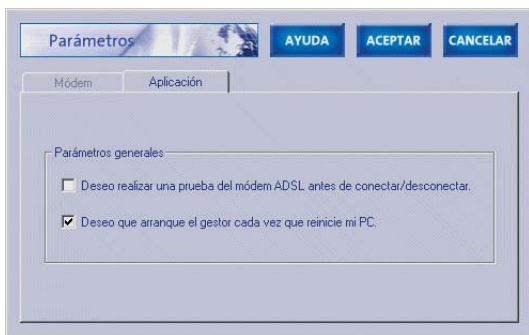 Parámetros
AYUDA
ACEPTAR
CANCELAR
Módem
Aplicación
Parámetros generales
Deseo realizar una prueba del módem ADSL antes de conectar/desconectar.
Deseo que arranque el gestor cada vez que reinicie mi PC.